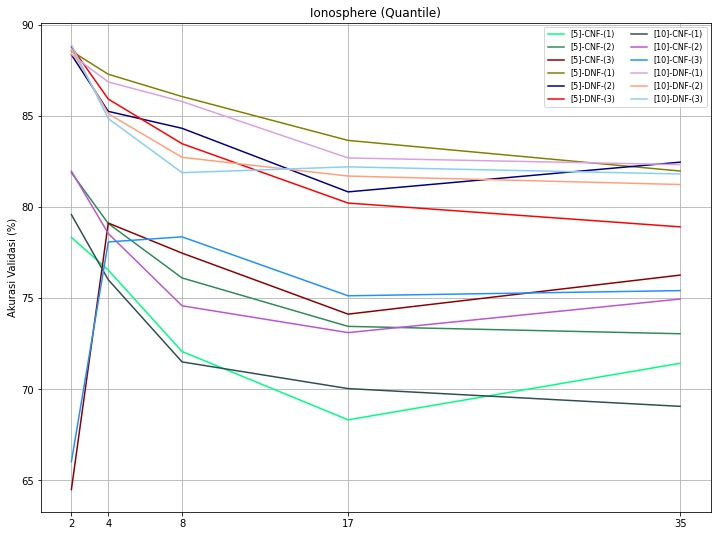 Ionosphere (Quantile)
90
85
80
75
70
65
Akurasi Validasi (%)
[5]-CNF-(1)
[5]-CNF-(2)
[5]-CNF-(3)
[5]-DNF-(1)
[5]-DNF-(2)
[5]-DNF-(3)
[10]-CNF-(1)
[10]-CNF-(2)
[10]-CNF-(3)
[10]-DNF-(1)
[10]-DNF-(2)
[10]-DNF-(3)
2 4 8 17 35